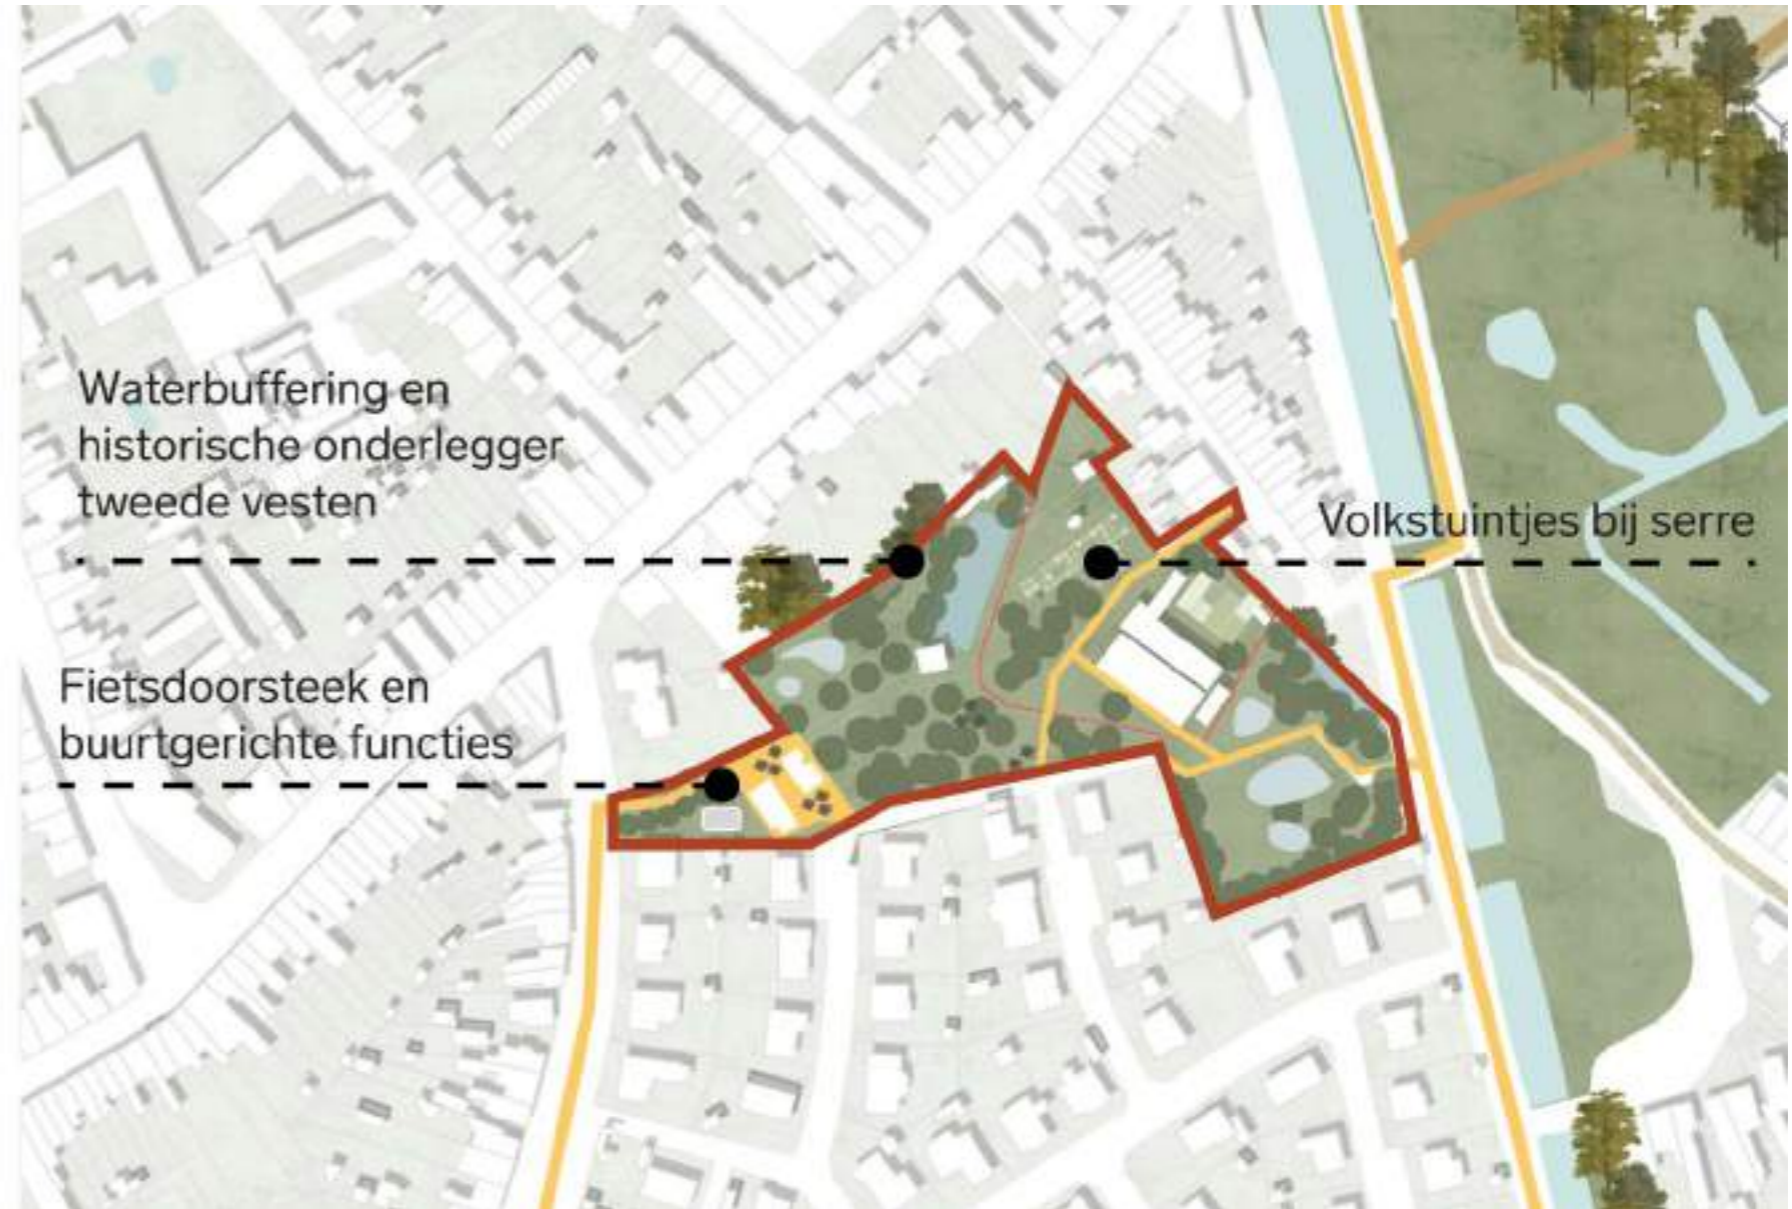 Waterbuffering en
historische onderlegger
tweede vesten
Volkstuintjes bij serre
Fietsdoorsteek en
buurtgerichte functies